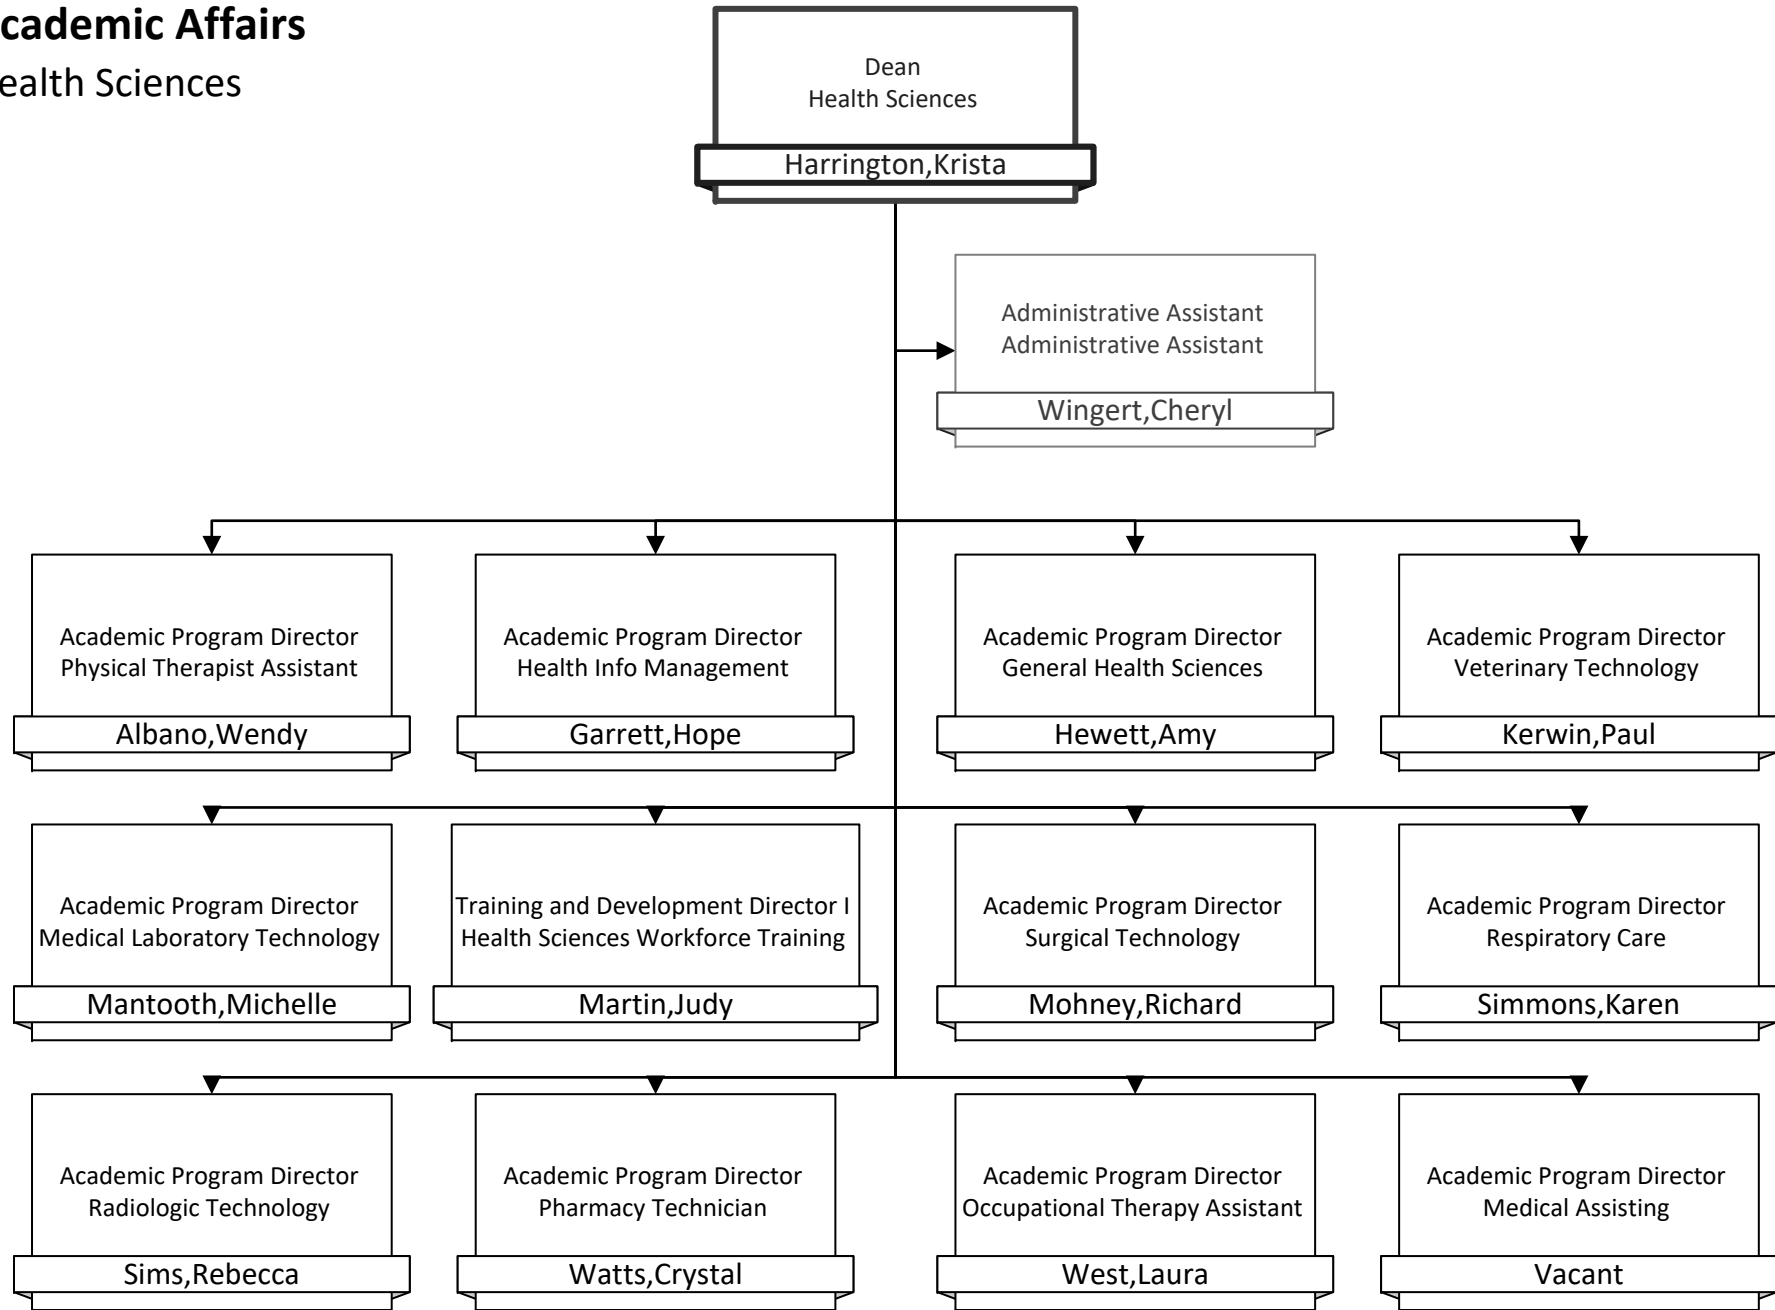 cademic Affairs
ealth Sciences
Dean
Health Sciences
Harrington,Krista
Administrative Assistant
Administrative Assistant
Wingert,Cheryl
Academic Program Director
Physical Therapist Assistant
Albano,Wendy
Academic Program Director
Health Info Management
Garrett,Hope
Academic Program Director
General Health Sciences
Hewett,Amy
Academic Program Director
Veterinary Technology
Kerwin,Paul
Academic Program Director
Medical Laboratory Technology
Mantooth,Michelle
Training and Development Director I
Health Sciences Workforce Training
Martin,Judy
Academic Program Director
Surgical Technology
Mohney,Richard
Academic Program Director
Respiratory Care
Simmons,Karen
Academic Program Director
Radiologic Technology
Sims,Rebecca
Academic Program Director
Pharmacy Technician
Watts,Crystal
Academic Program Director
Occupational Therapy Assistant
West,Laura
Academic Program Director
Medical Assisting
Vacant